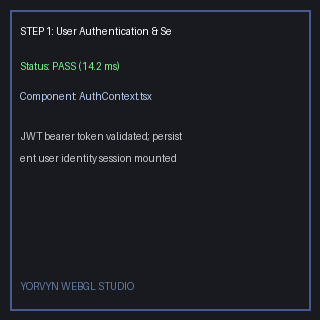 STEP 1: User Authentication & Se
Status: PASS (14.2 ms)
Component: AuthContext.tsx
JWT bearer token validated; persist
ent user identity session mounted
YORVYN WEBGL STUDIO